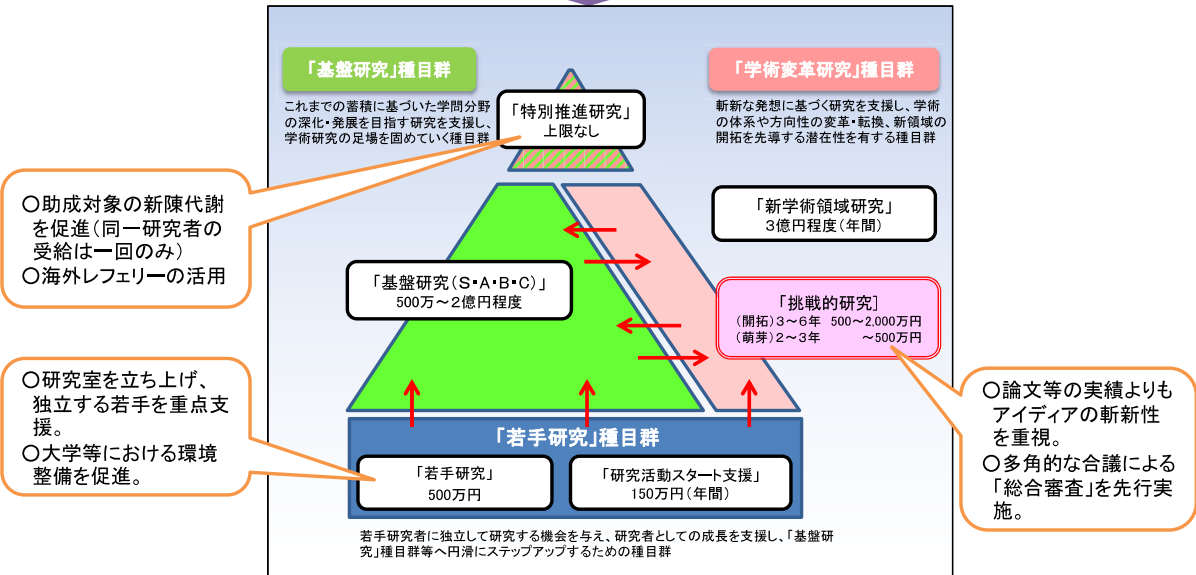 「基盤研究」種目群
これまでの蓄積に基づいた学問分野
の深化・発展を目指す研究を支援し、
学術研究の足場を固めていく種目群
「特別推進研究」
上限なし
「学術変革研究」種目群
斬新な発想に基づく研究を支援し、学術
の体系や方向性の変革・転換、新領域の
開拓を先導する潜在性を有する種目群
○助成対象の新陳代謝
を促進(同一研究者の
受給は一回のみ)
○海外レフェリーの活用
「新学術領域研究」
3億円程度(年間)
「基盤研究(S・A・B・C)」
500万～2億円程度
「挑戦的研究]
(開拓)3～6年 500～2,000万円
(萌芽)2～3年 ～500万円
○研究室を立ち上げ、
独立する若手を重点支
援。
○大学等における環境
整備を促進。
○論文等の実績よりも
アイディアの斬新性
を重視。
○多角的な合議による
「総合審査」を先行実
施。
「若手研究」種目群
「若手研究」
500万円
「研究活動スタート支援」
150万円(年間)
若手研究者に独立して研究する機会を与え、研究者としての成長を支援し、「基盤研
究」種目群等へ円滑にステップアップするための種目群